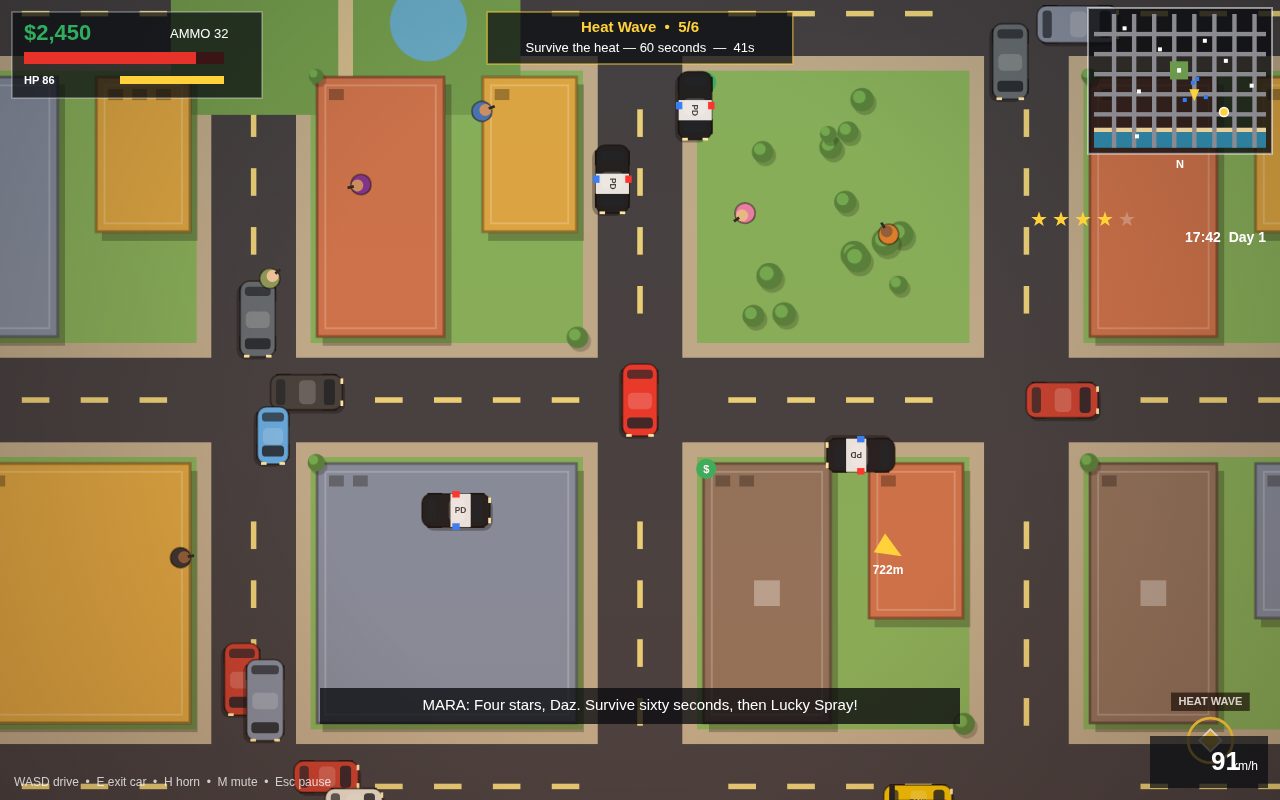 $2,450
AMMO 32
HP 86
Heat Wave • 5/6
Survive the heat — 60 seconds — 41s
N
17:42 Day 1
PD
PD
PD
PD
$
722m
MARA: Four stars, Daz. Survive sixty seconds, then Lucky Spray!
HEAT WAVE
91 km/h
WASD drive • E exit car • H horn • M mute • Esc pause